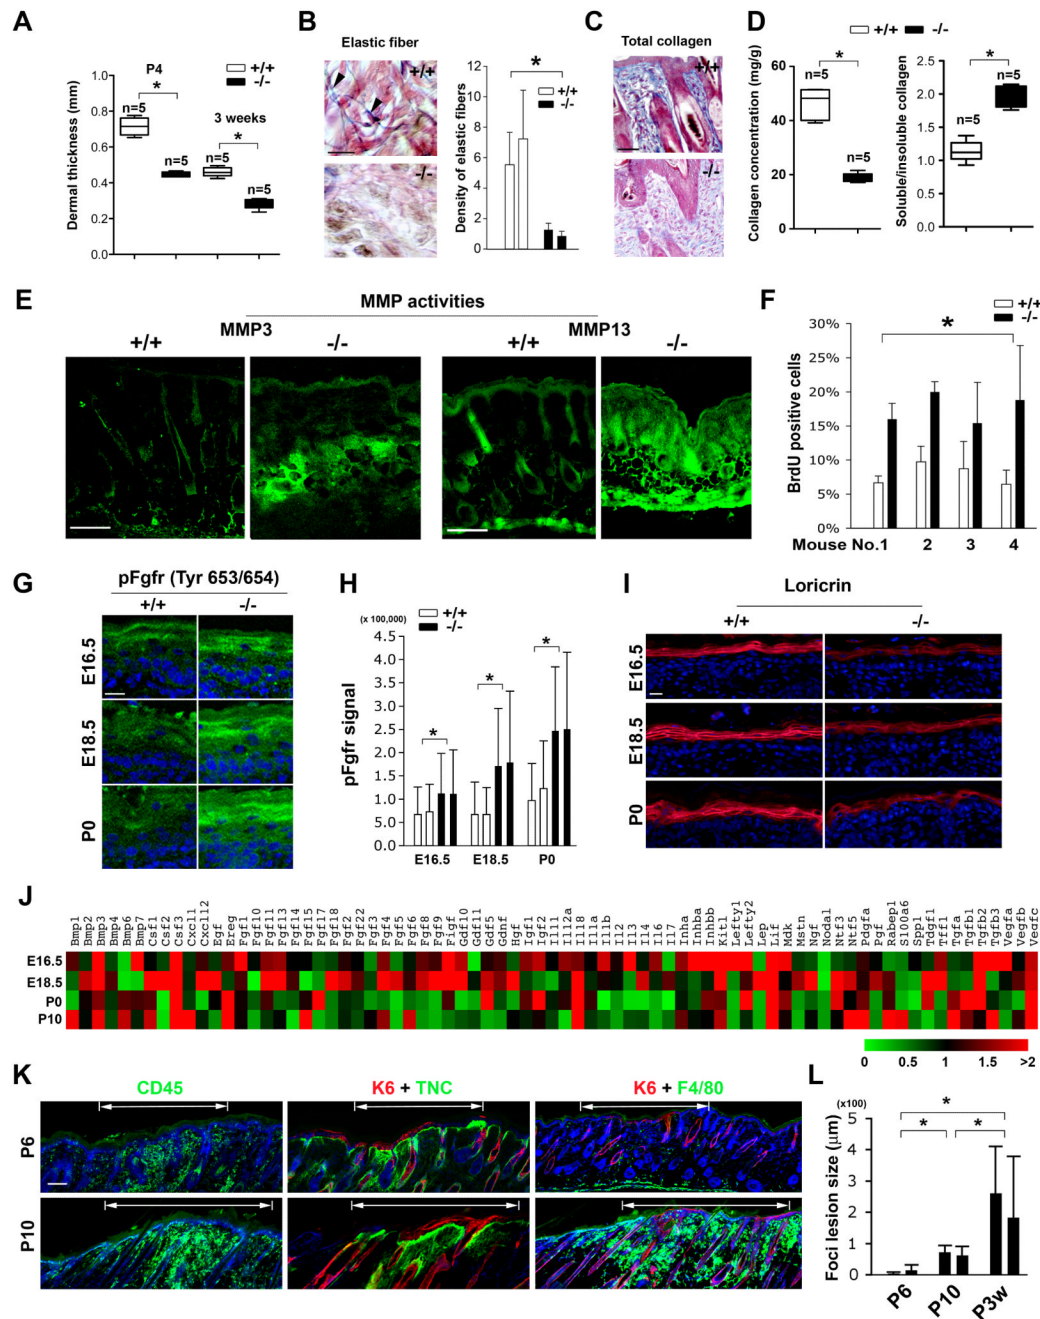 A
Dermal thickness (mm)
1.0
0.8
0.6
0.4
0.2
0.0
P4
*
3 weeks
*
n=5
n=5
n=5
n=5
+/+
-/-
B
Elastic fiber
+/+
-/-
Density of elastic fibers
12
10
8
6
4
2
0
*
+/+
-/-
C
Total collagen
+/+
-/-
D
+/+ -/-
Collagen concentration (mg/g)
60
40
20
0
*
n=5
n=5
Soluble/insoluble collagen
2.0
2.5
1.5
1.0
0.5
0.0
*
n=5
n=5
E
MMP activities
MMP3 MMP13
+/+ -/- +/+ -/-
F
+/+
-/-
BrdU positive cells
30%
25%
20%
15%
10%
5%
0%
*
Mouse No.1 2 3 4
G
pFgfr (Tyr 653/654)
+/+ -/-
E16.5
E18.5
P0
H
(x 100,000)
+/+
-/-
pFgfr signal
4.5
4.0
3.5
3.0
2.5
2.0
1.5
1.0
5.0
0.0
*
*
*
E16.5 E18.5 P0
I
Loricrin
+/+ -/-
E16.5
E18.5
P0
J
Bmp1 Bmp2 Bmp3 Bmp4 Bmp6 Bmp7 Csf1 Csf2 Csf3 Cxcl1 Cxcl12 Egf Ereg Fgf1 Fgf10 Fgf11 Fgf13 Fgf14 Fgf15 Fgf17 Fgf18 Fgf2 Fgf22 Fgf3 Fgf4 Fgf5 Fgf6 Fgf8 Fgf9 Figf Gdf10 Gdf11 Gdf5 Gdnf Hgf Igf1 Igf2 Il11 Il12a Il18 Il1a Il1b Il2 Il3 Il4 Il6 Il7 Inha Inhba Inhbb Kitl Lefty1 Lefty2 Lep Lif Mdk Mstn Ngf Nodal Ntf3 Ntf5 Pdgfa Pgf Rabep1 S100a6 Spp1 Tdgf1 Tff1 Tgfa Tgfb1 Tgfb2 Tgfb3 Vegfa Vegfb Vegfc
E16.5
E18.5
P0
P10
0 0.5 1 1.5 >2
K
CD45 K6 + TNC K6 + F4/80
P6
P10
L
(x100)
Foci lesion size (μm)
5
4
3
2
1
0
*
* *
P6 P10 P3w